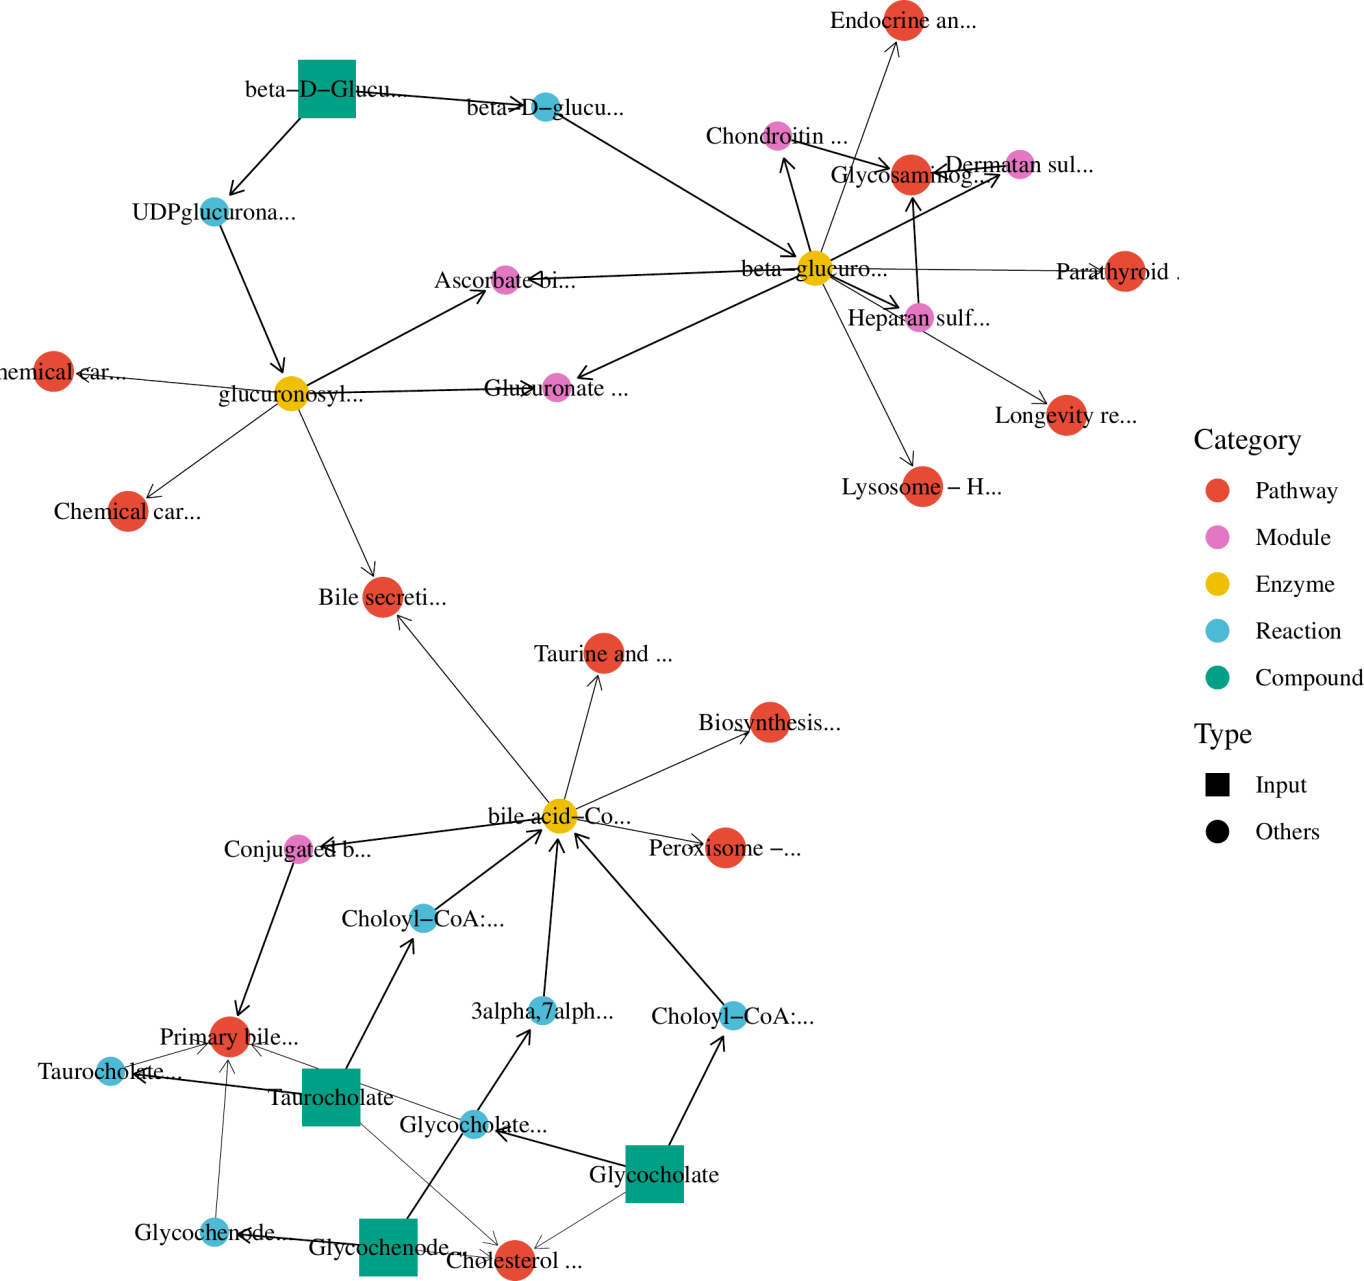 Endocrine an...
beta−D−Glucu...
beta−D−glucu...
Chondroitin ...
Dermatan sul...
Glycosaminog...
UDPglucurona...
beta−glucuro...
Parathyroid .
Ascorbate bi...
Heparan sulf...
hemical car...
Glucuronate ...
glucuronosyl...
Longevity re...
Lysosome − H...
Chemical car...
Bile secreti...
Taurine and ...
Biosynthesis...
bile acid−Co...
Conjugated b...
Peroxisome −...
Choloyl−CoA:...
3alpha,7alph...
Choloyl−CoA:...
Primary bile...
Taurocholate...
Taurocholate
Glycocholate...
Glycocholate
Glycochenode...
Glycochenode...
Cholesterol ...
Category
Pathway
Module
Enzyme
Reaction
Compound
Type
Input
Others